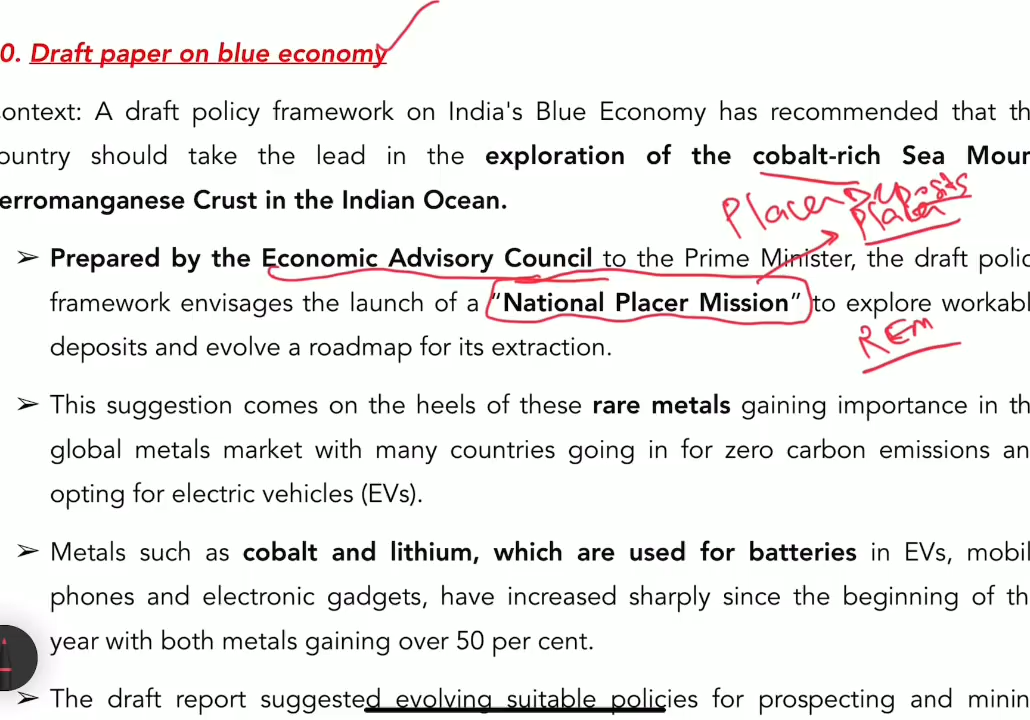 0. Draft paper on blue economy
ontext: A draft policy framework on India's Blue Economy has recommended that th
ountry should take the lead in the exploration of the cobalt-rich Sea Moun
erromanganese Crust in the Indian Ocean.
Placer Deposits
Placer
➢ Prepared by the Economic Advisory Council to the Prime Minister, the draft polic
framework envisages the launch of a "National Placer Mission" to explore workabl
REM
deposits and evolve a roadmap for its extraction.
➢ This suggestion comes on the heels of these rare metals gaining importance in th
global metals market with many countries going in for zero carbon emissions an
opting for electric vehicles (EVs).
➢ Metals such as cobalt and lithium, which are used for batteries in EVs, mobil
phones and electronic gadgets, have increased sharply since the beginning of th
year with both metals gaining over 50 per cent.
➢ The draft report suggested evolving suitable policies for prospecting and minin